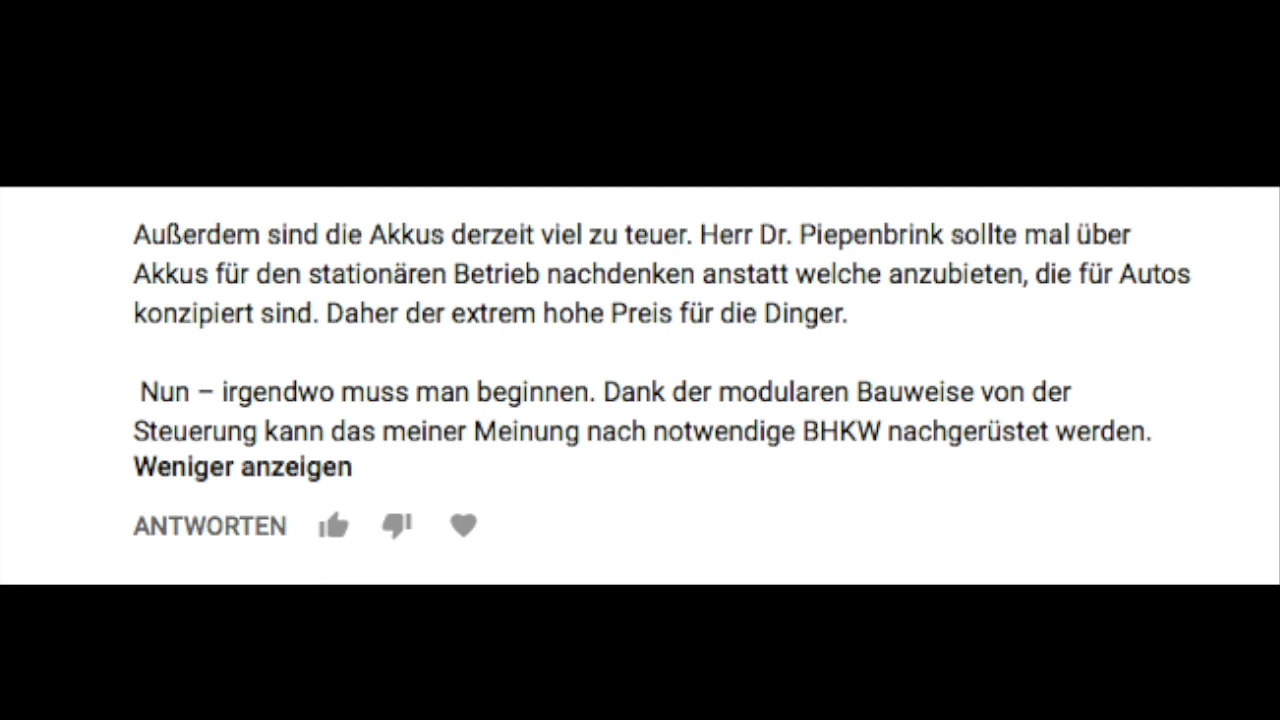 Außerdem sind die Akkus derzeit viel zu teuer. Herr Dr. Piepenbrink sollte mal über
Akkus für den stationären Betrieb nachdenken anstatt welche anzubieten, die für Autos
konzipiert sind. Daher der extrem hohe Preis für die Dinger.
Nun – irgendwo muss man beginnen. Dank der modularen Bauweise von der
Steuerung kann das meiner Meinung nach notwendige BHKW nachgerüstet werden.
Weniger anzeigen
ANTWORTEN